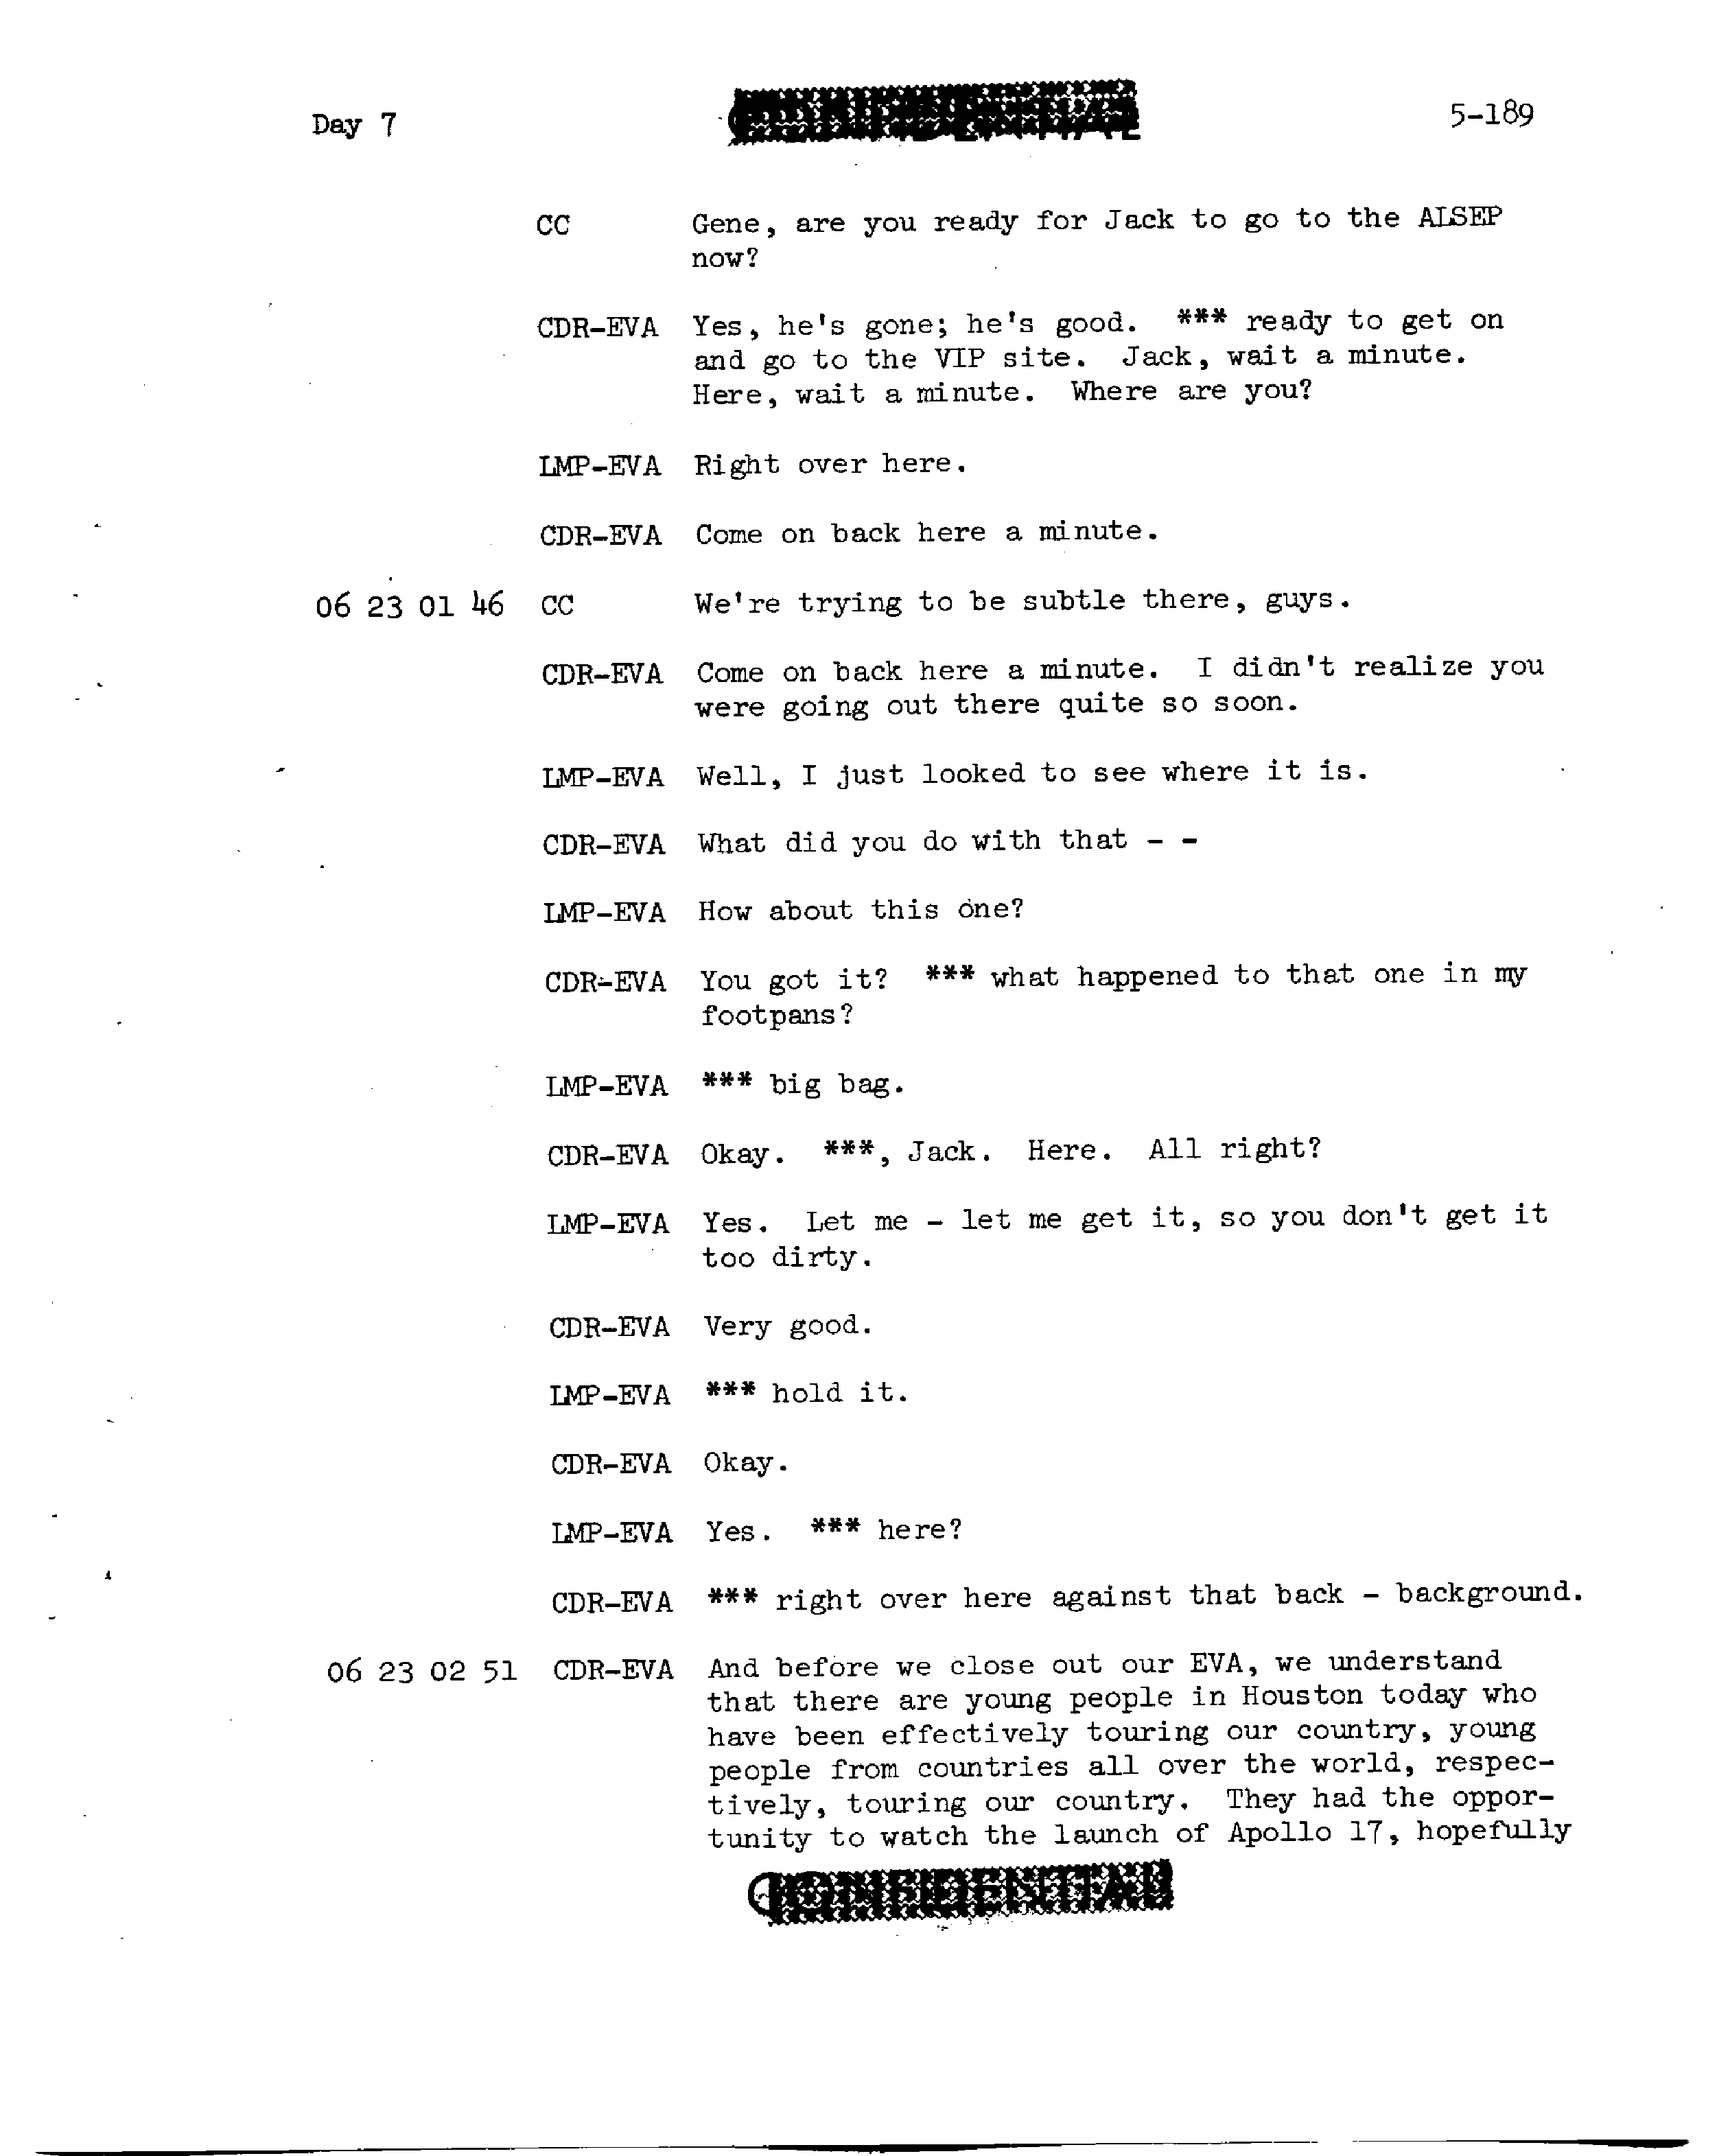 Day 7
5-189
CC Gene, are you ready for Jack to go to the ALSEP
now?
CDR-EVA Yes, he's gone; he's good. *** ready to get on
and go to the VIP site. Jack, wait a minute.
Here, wait a minute. Where are you?
LMP-EVA Right over here.
CDR-EVA Come on back here a minute.
06 23 01 46 CC We're trying to be subtle there, guys.
CDR-EVA Come on back here a minute. I didn't realize you
were going out there quite so soon.
LMP-EVA Well, I just looked to see where it is.
CDR-EVA What did you do with that - -
LMP-EVA How about this one?
CDR-EVA You got it? *** what happened to that one in my
footpans?
LMP-EVA *** big bag.
CDR-EVA Okay. ***, Jack. Here. All right?
LMP-EVA Yes. Let me - let me get it, so you don't get it
too dirty.
CDR-EVA Very good.
LMP-EVA *** hold it.
CDR-EVA Okay.
LMP-EVA Yes. *** here?
CDR-EVA *** right over here against that back - background.
06 23 02 51 CDR-EVA And before we close out our EVA, we understand
that there are young people in Houston today who
have been effectively touring our country, young
people from countries all over the world, respec-
tively, touring our country. They had the oppor-
tunity to watch the launch of Apollo 17, hopefully
CONFIDENTIAL